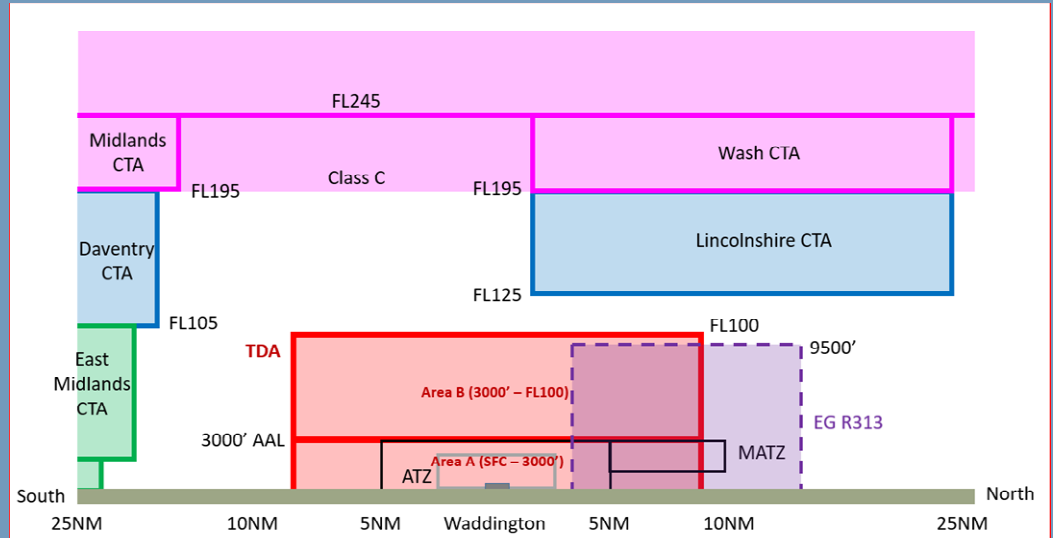 FL245
Midlands
CTA
Wash CTA
Class C
FL195
FL195
Daventry
CTA
Lincolnshire CTA
FL125
FL105
FL100
TDA
9500’
East
Midlands
CTA
Area B (3000’ – FL100)
EG R313
3000’ AAL
MATZ
Area A (SFC – 3000’)
ATZ
South
North
25NM
10NM
5NM
Waddington
5NM
10NM
25NM